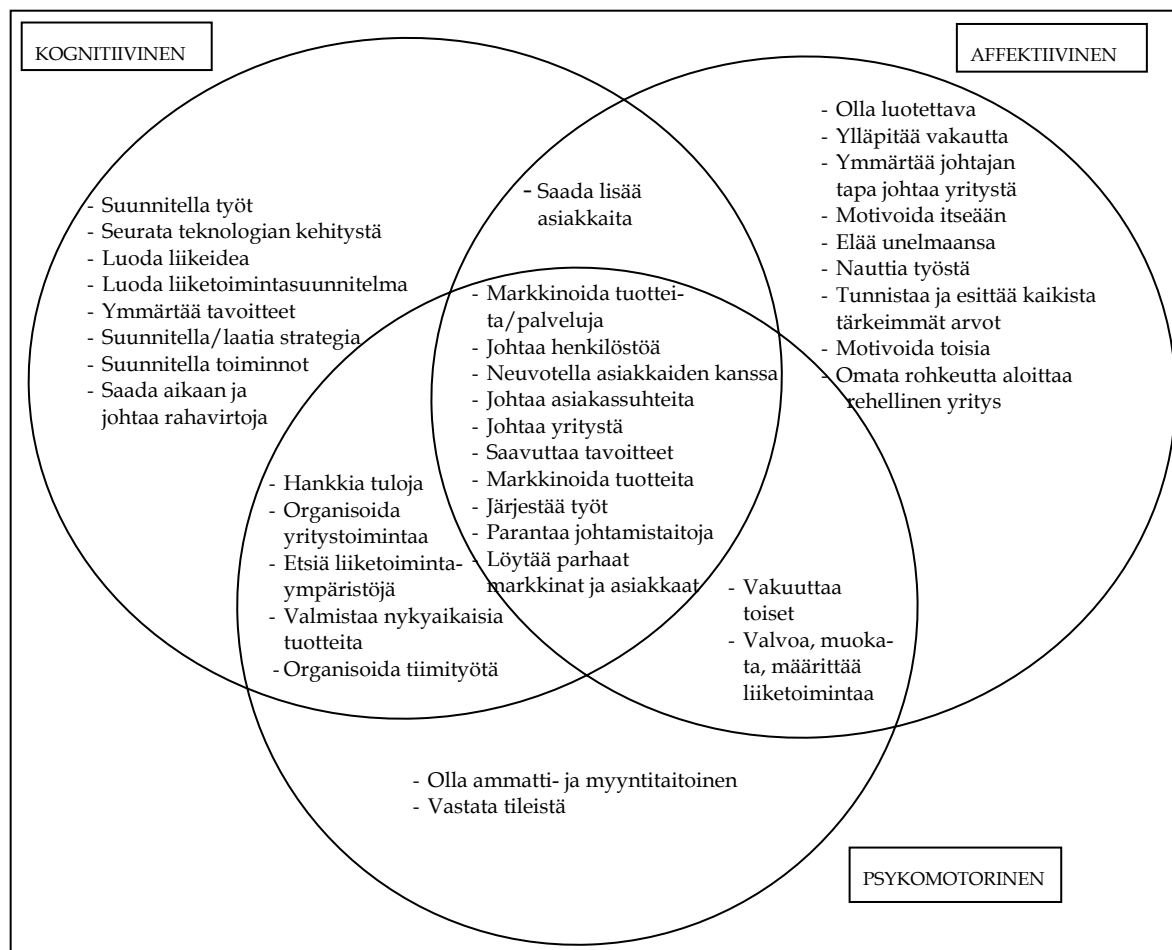 KOGNITIIVINEN
AFFEKTIIVINEN
- Suunnitella työt
- Seurata teknologian kehitystä
- Luoda liikeidea
- Luoda liiketoimintasuunnitelma
- Ymmärtää tavoitteet
- Suunnitella/laatia strategia
- Suunnitella toiminnot
- Saada aikaan ja
johtaa rahavirtoja
- Saada lisää
asiakkaita
- Olla luotettava
- Ylläpitää vakautta
- Ymmärtää johtajan
tapa johtaa yritystä
- Motivoida itseään
- Elää unelmaansa
- Nauttia työstä
- Tunnistaa ja esittää kaikista
tärkeimmät arvot
- Motivoida toisia
- Omata rohkeutta aloittaa
rehellinen yritys
- Markkinoida tuottei-
ta/palveluja
- Johtaa henkilöstöä
- Neuvotella asiakkaiden kanssa
- Johtaa asiakassuhteita
- Johtaa yritystä
- Saavuttaa tavoitteet
- Markkinoida tuotteita
- Järjestää työt
- Parantaa johtamistaitoja
- Löytää parhaat
markkinat ja asiakkaat
- Hankkia tuloja
- Organisoida
yritystoimintaa
- Etsiä liiketoiminta-
ympäristöjä
- Valmistaa nykyaikaisia
tuotteita
- Organisoida tiimityötä
- Vakuuttaa
toiset
- Valvoa, muoka-
ta, määrittää
liiketoimintaa
- Olla ammatti- ja myyntitaitoinen
- Vastata tileistä
PSYKOMOTORINEN